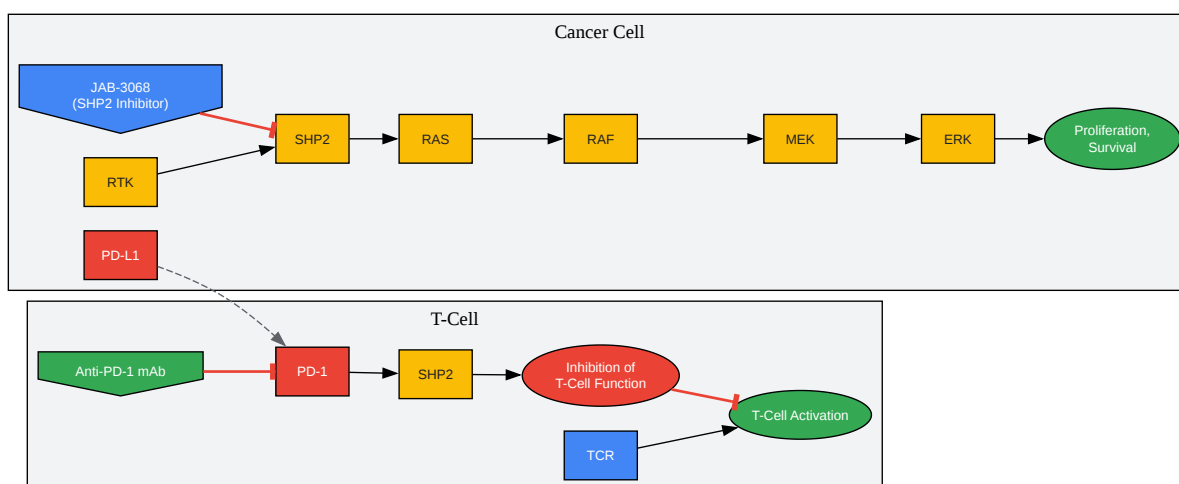 Cancer Cell
JAB-3068
(SHP2 Inhibitor)
SHP2
RAS
RAF
MEK
ERK
Proliferation,
Survival
RTK
PD-L1
T-Cell
Anti-PD-1 mAb
PD-1
SHP2
Inhibition of
T-Cell Function
T-Cell Activation
TCR